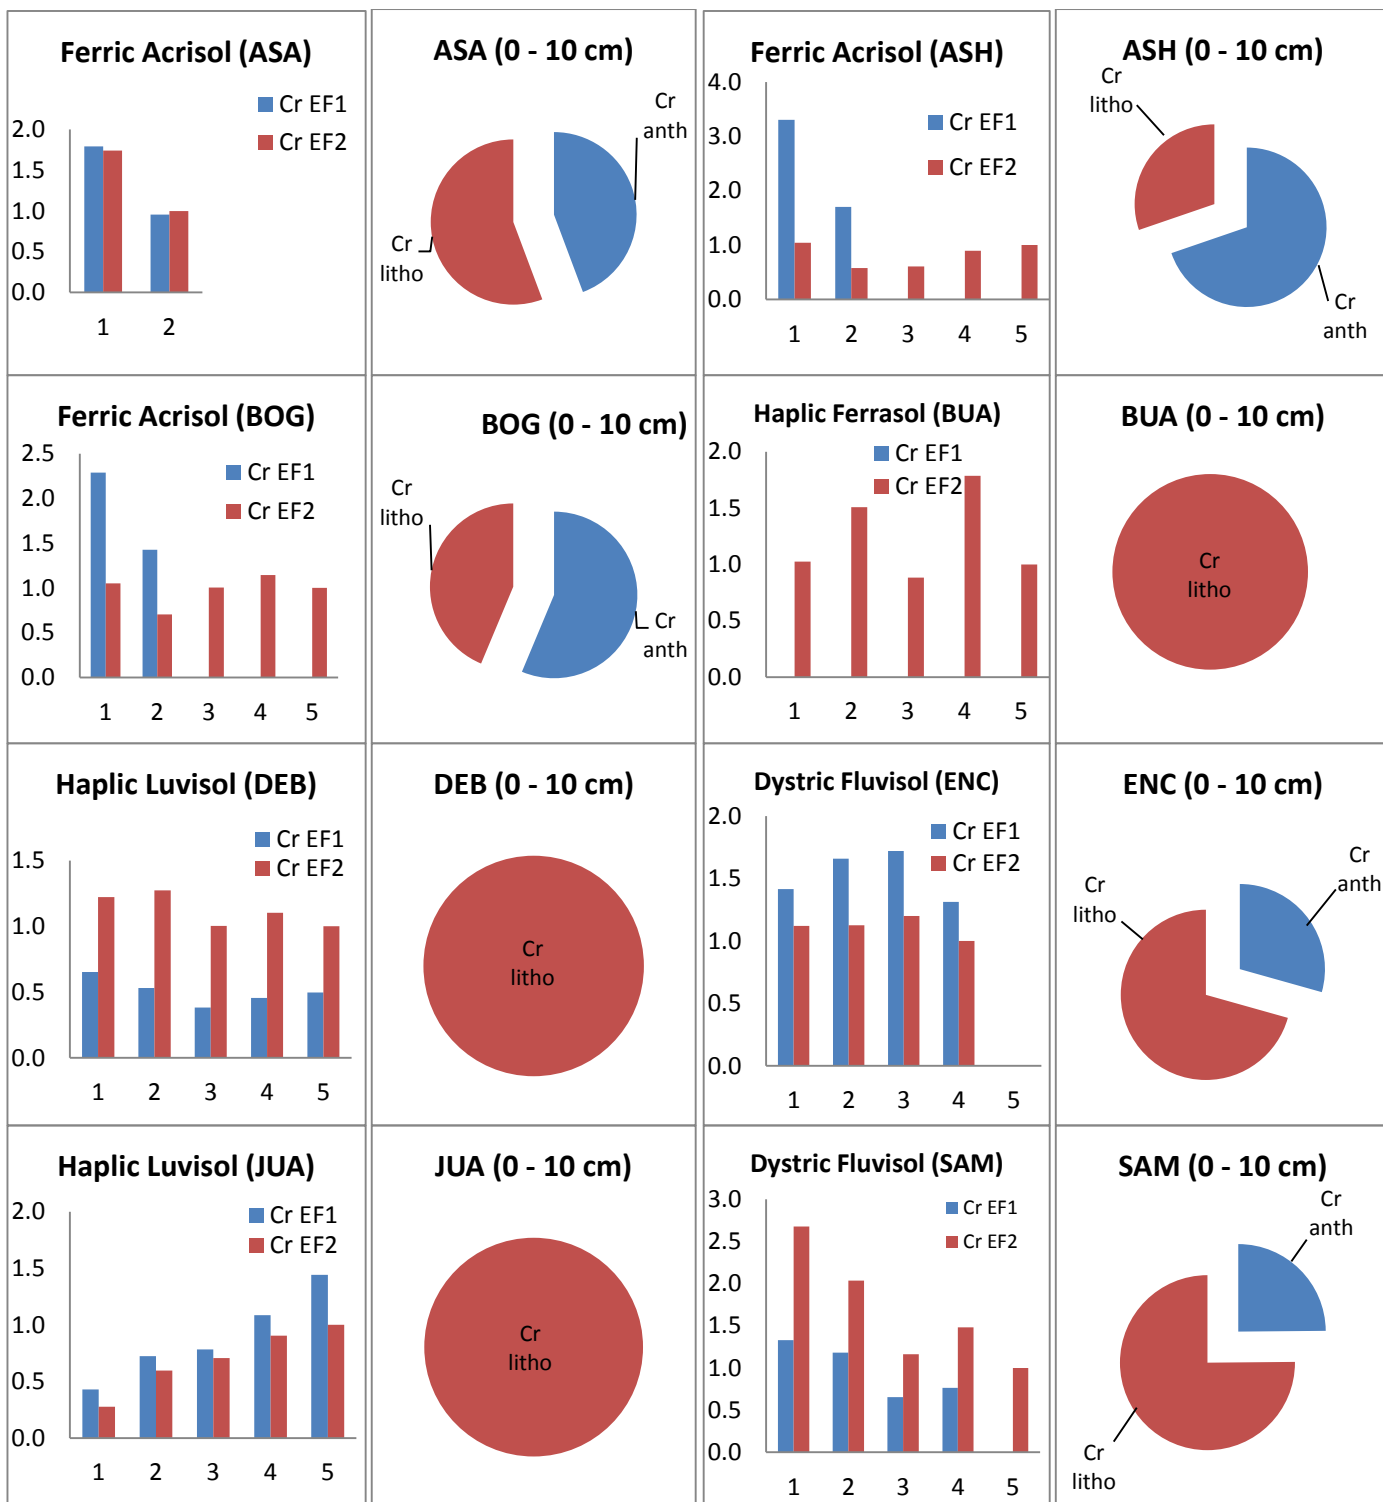 Ferric Acrisol (ASA)
Cr EF1
Cr EF2
2.0
1.5
1.0
0.5
0.0
1 2
ASA (0 - 10 cm)
Cr
anth
Cr
litho
Ferric Acrisol (ASH)
4.0
Cr EF1
3.0
Cr EF2
2.0
1.0
0.0
1 2 3 4 5
ASH (0 - 10 cm)
Cr
litho
Cr
anth
Ferric Acrisol (BOG)
2.5
Cr EF1
2.0
Cr EF2
1.5
1.0
0.5
0.0
1 2 3 4 5
BOG (0 - 10 cm)
Cr
litho
Cr
anth
Haplic Ferrasol (BUA)
2.0
Cr EF1
Cr EF2
1.5
1.0
0.5
0.0
1 2 3 4 5
BUA (0 - 10 cm)
Cr
litho
Haplic Luvisol (DEB)
Cr EF1
Cr EF2
1.5
1.0
0.5
0.0
1 2 3 4 5
DEB (0 - 10 cm)
Cr
litho
Dystric Fluvisol (ENC)
2.0
Cr EF1
Cr EF2
1.5
1.0
0.5
0.0
1 2 3 4 5
ENC (0 - 10 cm)
Cr
anth
Cr
litho
Haplic Luvisol (JUA)
2.0
Cr EF1
Cr EF2
1.5
1.0
0.5
0.0
1 2 3 4 5
JUA (0 - 10 cm)
Cr
litho
Dystric Fluvisol (SAM)
3.0
Cr EF1
2.5
Cr EF2
2.0
1.5
1.0
0.5
0.0
1 2 3 4 5
SAM (0 - 10 cm)
Cr
anth
Cr
litho